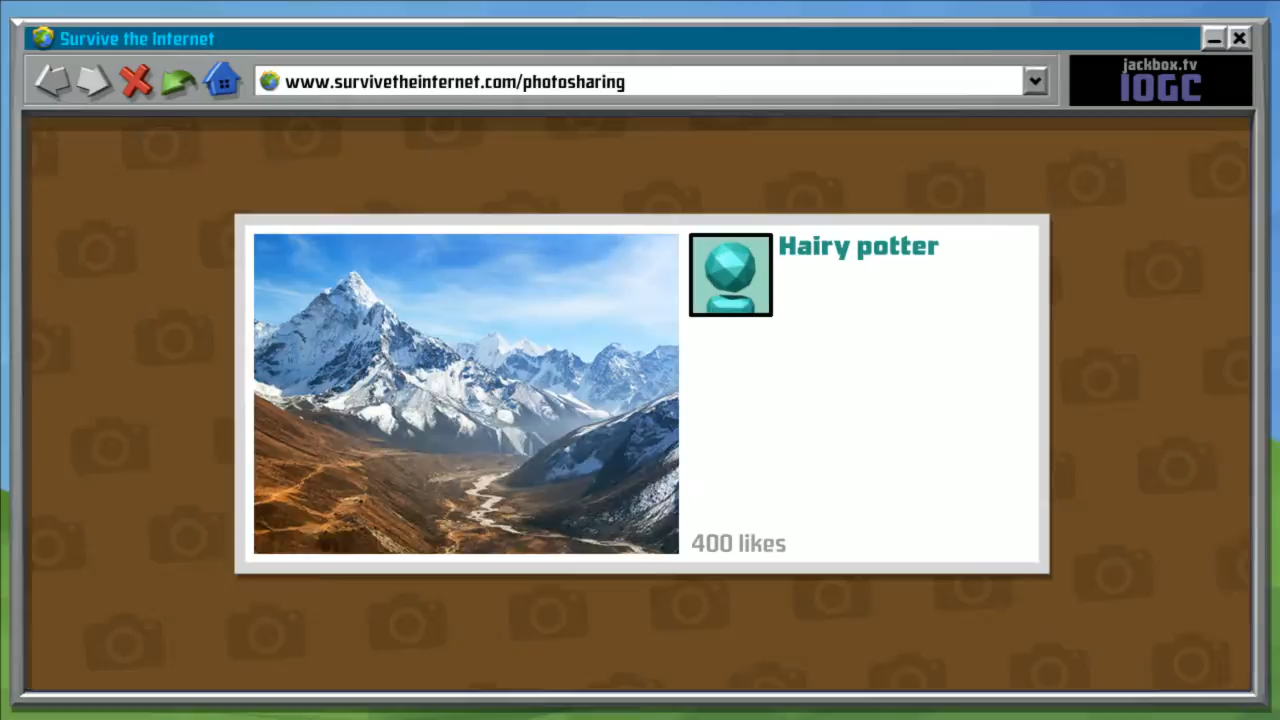 Survive the Internet
www.survivetheinternet.com/photosharing
jackbox.tv
IOGC
Hairy potter
400 likes